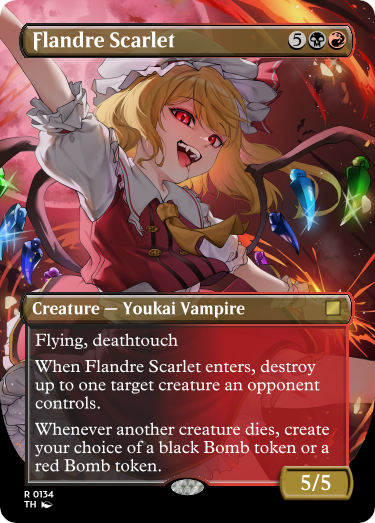 Flandre Scarlet 5
Creature — Youkai Vampire
Flying, deathtouch
When Flandre Scarlet enters, destroy
up to one target creature an opponent
controls.
Whenever another creature dies, create
your choice of a black Bomb token or a
red Bomb token.
5/5
R 0134
TH